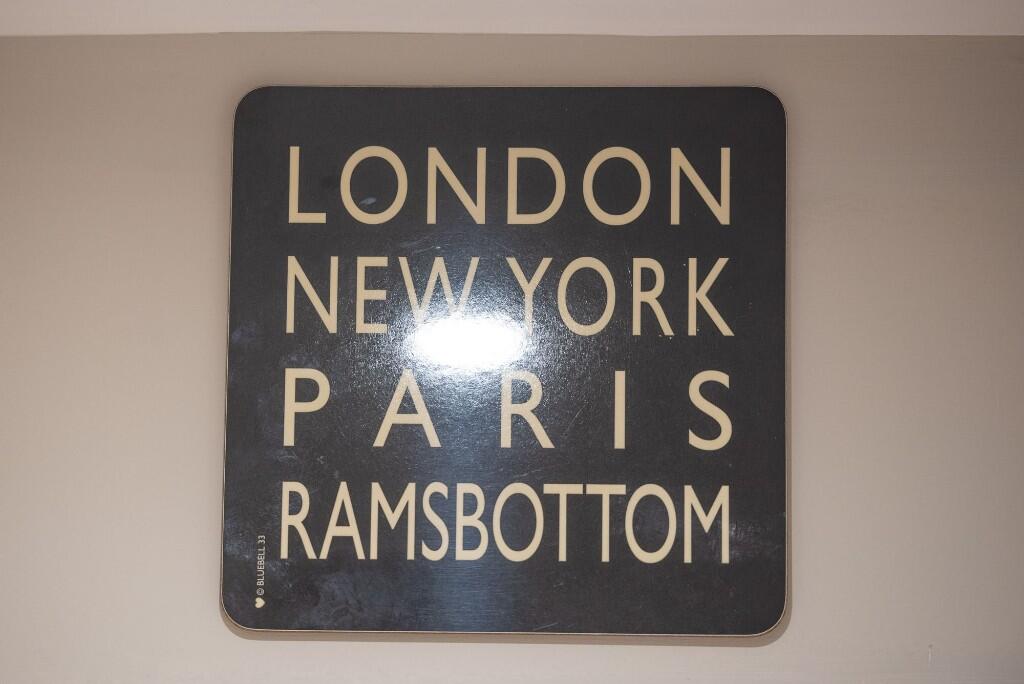 LONDON
NEW YORK
PARIS
RAMSBOTTOM
© BLUEBELL 33